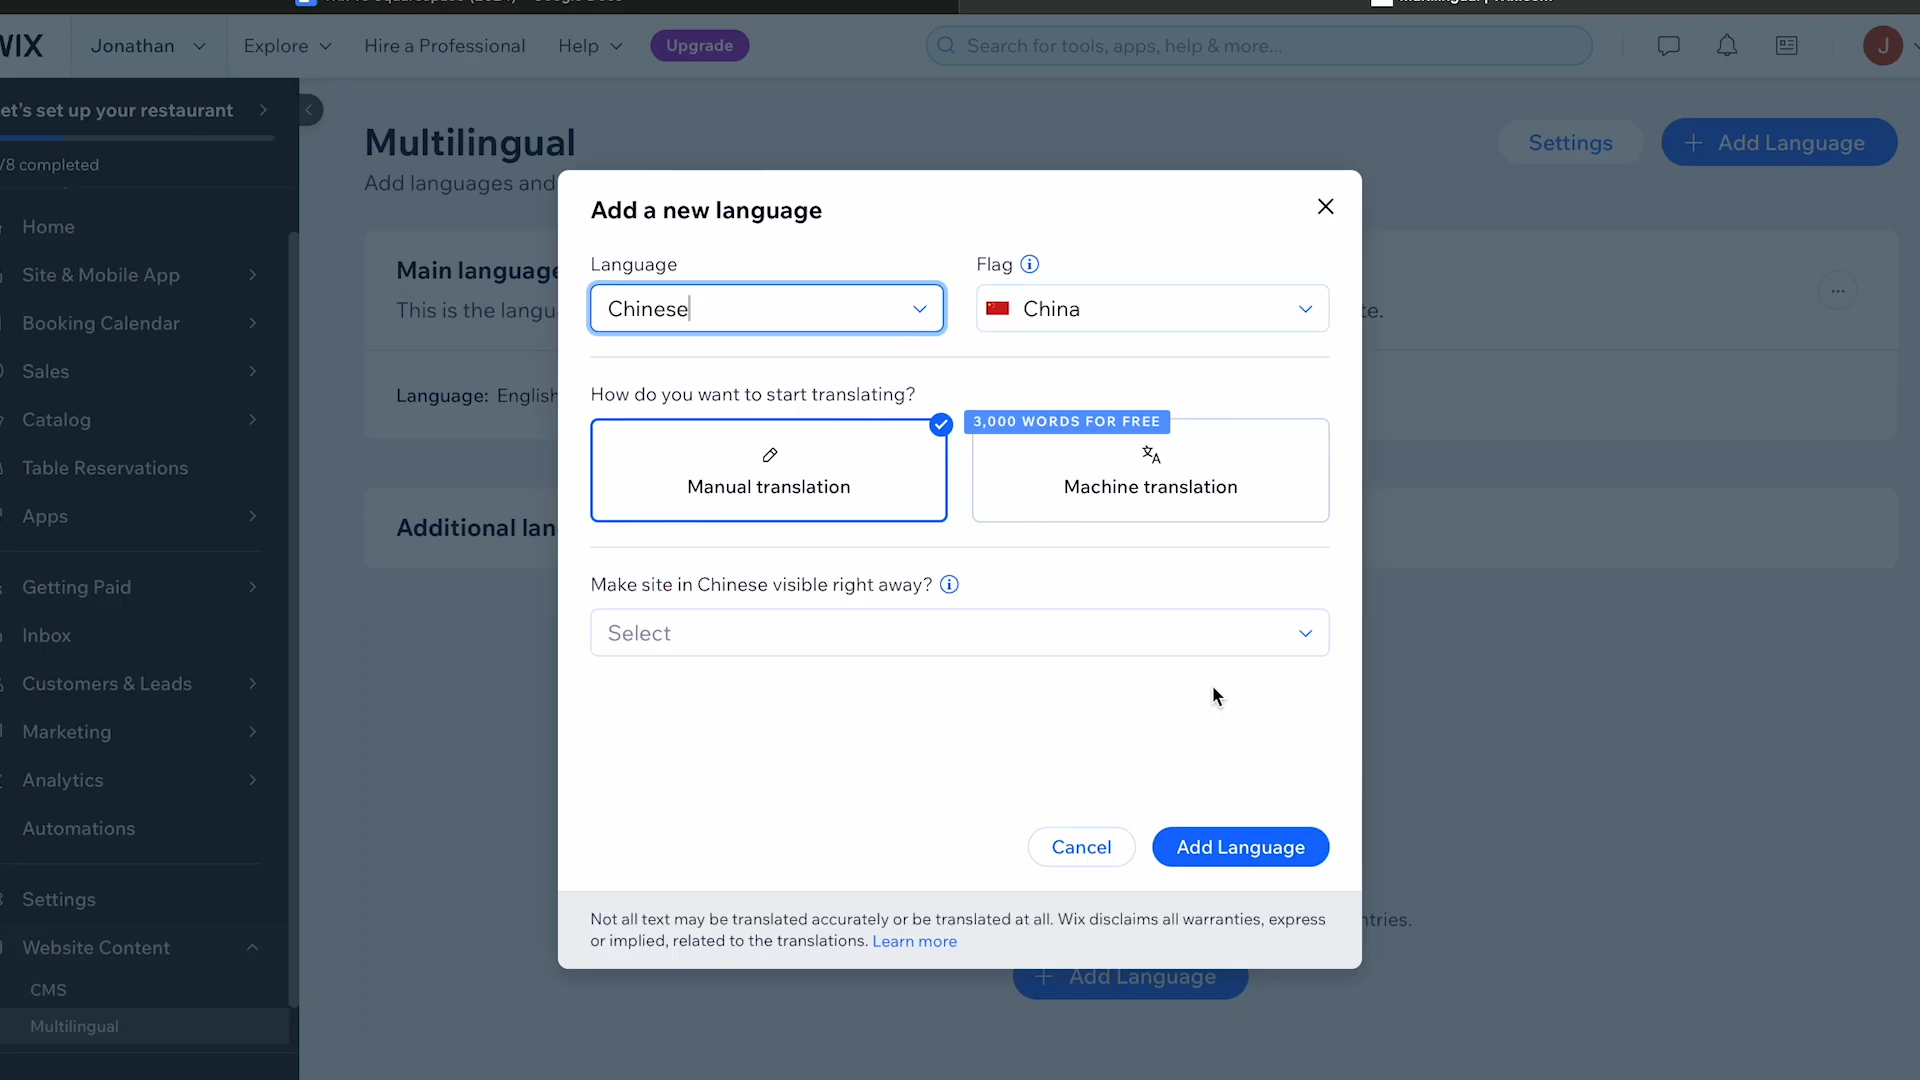 WIX
Jonathan
Explore
Hire a Professional
Help
Upgrade
Search for tools, apps, help & more...
J
et's set up your restaurant
/8 completed
Home
Site & Mobile App
Booking Calendar
Sales
Catalog
Table Reservations
Apps
Getting Paid
Inbox
Customers & Leads
Marketing
Analytics
Automations
Settings
Website Content
CMS
Multilingual
Multilingual
Add languages and
Settings
+ Add Language
Main language
This is the langu
te.
Language: English
Additional lan
ntries.
+ Add Language
Add a new language
Language
Flag
Chinese
China
How do you want to start translating?
3,000 WORDS FOR FREE
Manual translation
Machine translation
Make site in Chinese visible right away?
Select
Cancel
Add Language
Not all text may be translated accurately or be translated at all. Wix disclaims all warranties, express
or implied, related to the translations. Learn more